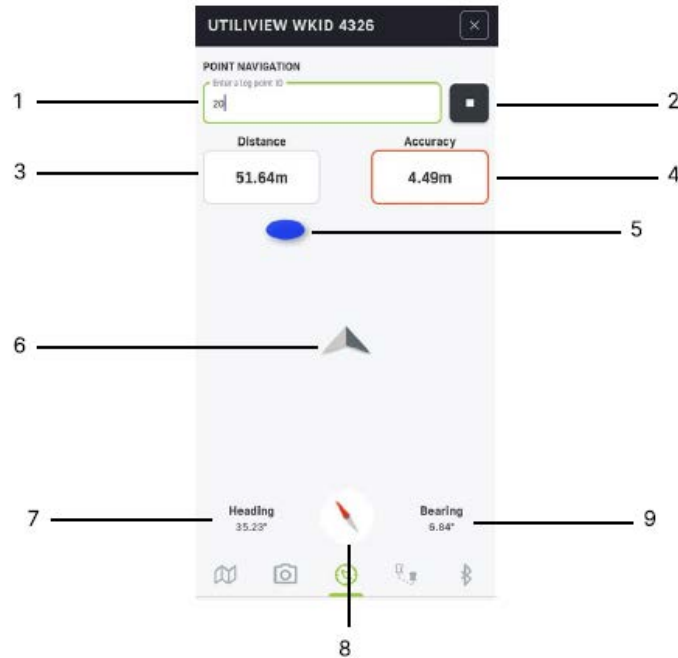 UTILIVIEW WKID 4326
POINT NAVIGATION
Enter a log point ID
1
20
2
Distance
Accuracy
3
51.64m
4.49m
4
5
6
7
Heading
35.23°
Bearing
6.84°
9
8